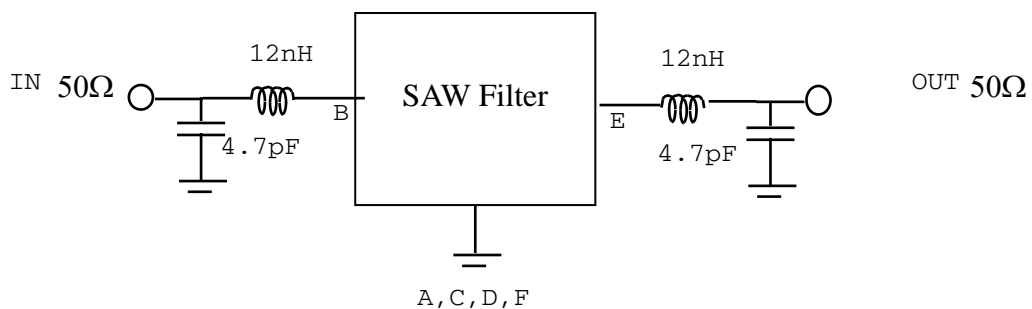 12nH
12nH
IN 50Ω
SAW Filter
OUT 50Ω
B
E
4.7pF
4.7pF
A,C,D,F